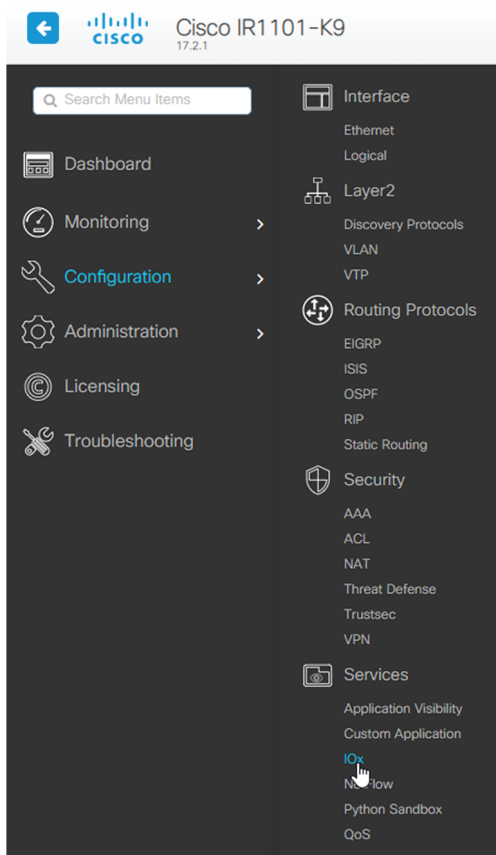 CISCO
Cisco IR1101-K9
17.2.1
Search Menu Items
Dashboard
Monitoring
Configuration
Administration
Licensing
Troubleshooting
Interface
Ethernet
Logical
Layer2
Discovery Protocols
VLAN
VTP
Routing Protocols
EIGRP
ISIS
OSPF
RIP
Static Routing
Security
AAA
ACL
NAT
Threat Defense
Trustsec
VPN
Services
Application Visibility
Custom Application
IOx
NetFlow
Python Sandbox
QoS